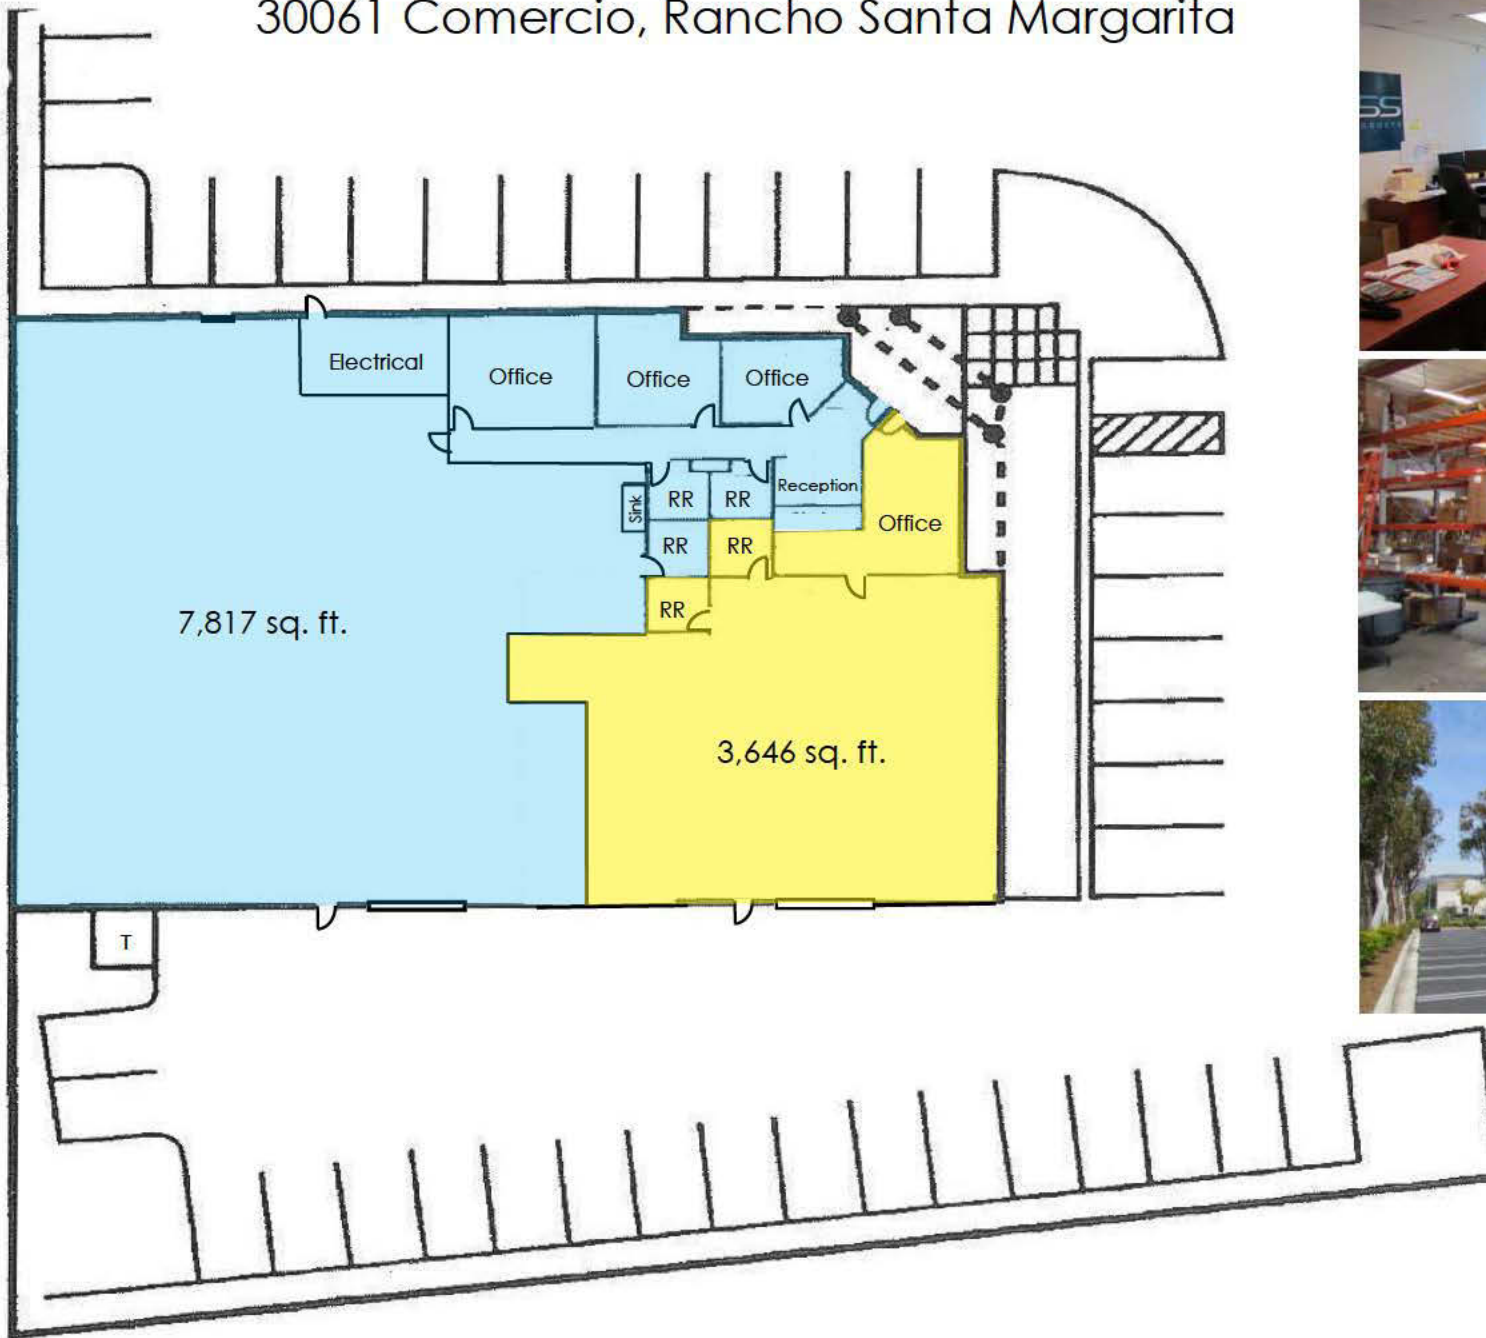 30061 Comercio, Rancho Santa Margarita
SS
Electrical
Office
Office
Office
Reception
Sink
RR
RR
Office
RR
RR
RR
7,817 sq. ft.
3,646 sq. ft.
T